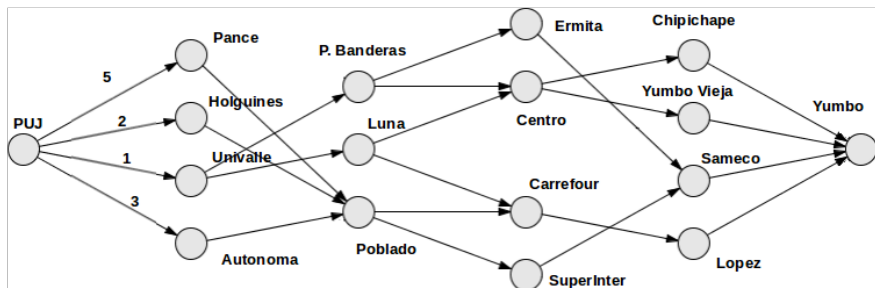 Ermita
Chipichape
Pance
P. Banderas
5
Holguines
Yumbo Vieja
Yumbo
PUJ
2
Luna
Centro
1
Univalle
Sameco
3
Carrefour
Autonoma
Poblado
Lopez
SuperInter